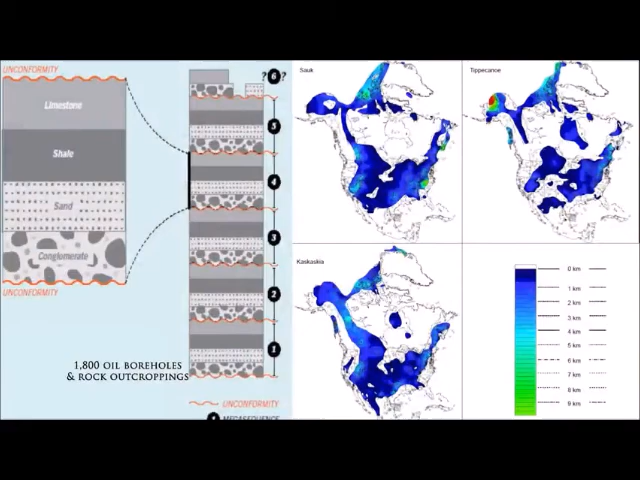 UNCONFORMITY
Limestone
Shale
Sand
Conglomerate
UNCONFORMITY
?6?
5
4
3
2
1
1,800 OIL BOREHOLES
& ROCK OUTCROPPINGS
UNCONFORMITY
MEGASEQUENCE
Sauk
Tippecanoe
Kaskaskia
0 km
1 km
2 km
3 km
4 km
5 km
6 km
7 km
8 km
9 km